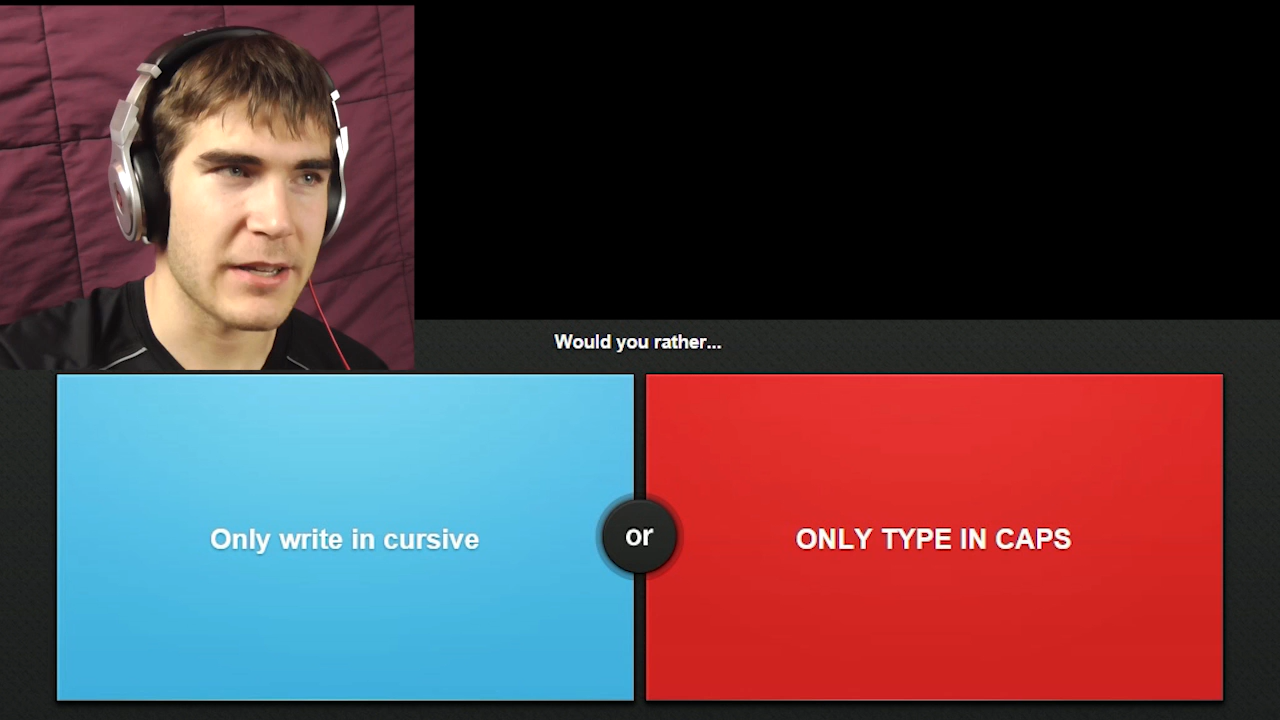 Would you rather...
Only write in cursive
or
ONLY TYPE IN CAPS